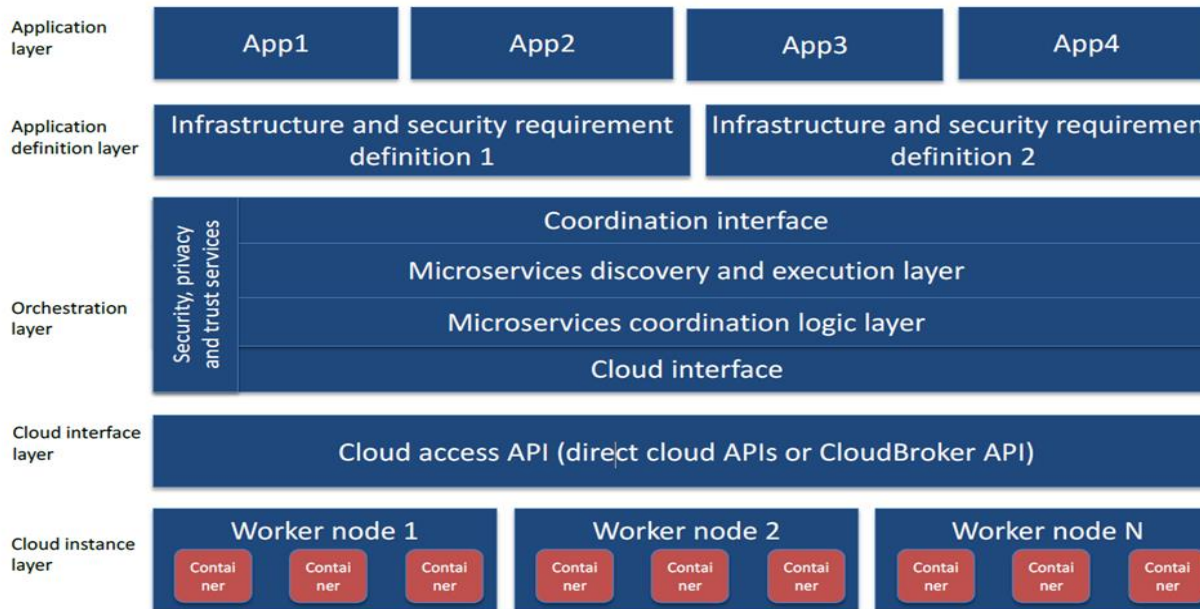 Application
layer
App1
App2
App3
App4
Application
definition layer
Infrastructure and security requirement
definition 1
Infrastructure and security requiremen
definition 2
Orchestration
layer
Security, privacy
and trust services
Coordination interface
Microservices discovery and execution layer
Microservices coordination logic layer
Cloud interface
Cloud interface
layer
Cloud access API (direct cloud APIs or CloudBroker API)
Cloud instance
layer
Worker node 1
Contai
ner
Contai
ner
Contai
ner
Worker node 2
Contai
ner
Contai
ner
Contai
ner
Worker node N
Contai
ner
Contai
ner
Contai
ner